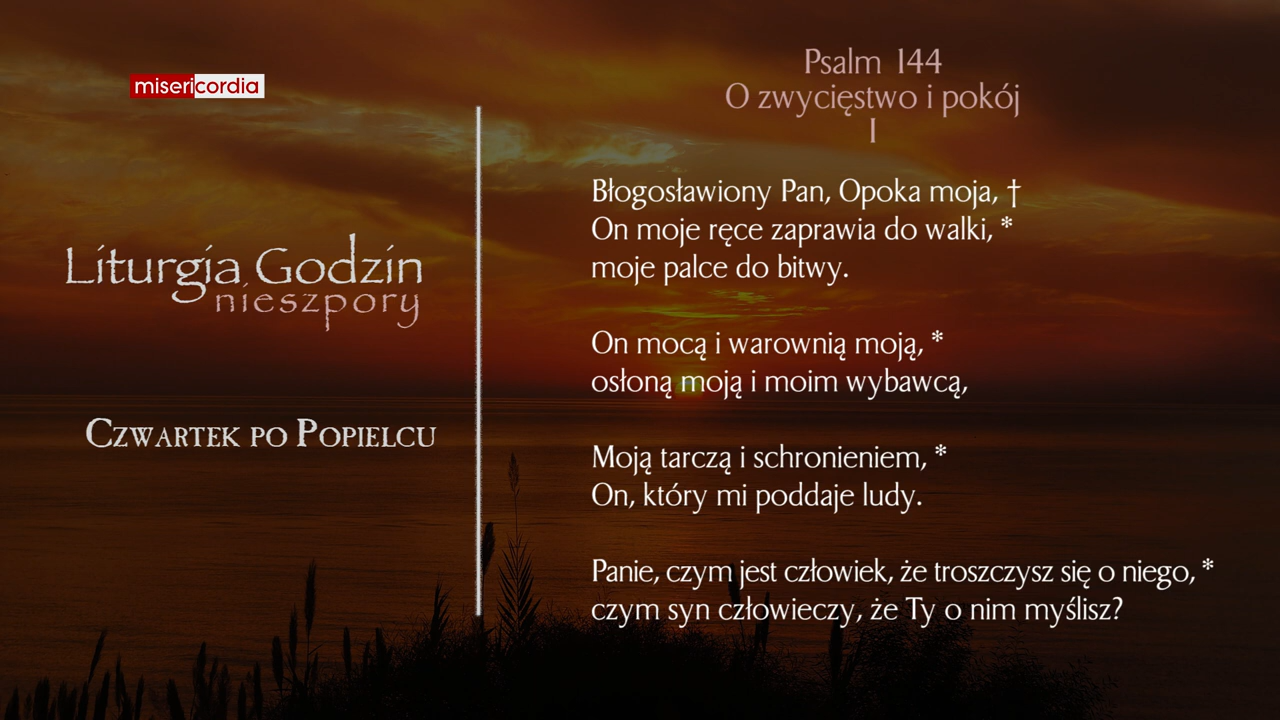 misericordia
Liturgia Godzin
nieszpory
Czwartek po Popielcu
Psalm 144
O zwycięstwo i pokój
I
Błogosławiony Pan, Opoka moja, †
On moje ręce zaprawia do walki, *
moje palce do bitwy.
On mocą i warownią moją, *
osłoną moją i moim wybawcą,
Moją tarczą i schronieniem, *
On, który mi poddaje ludy.
Panie, czym jest człowiek, że troszczysz się o niego, *
czym syn człowieczy, że Ty o nim myślisz?